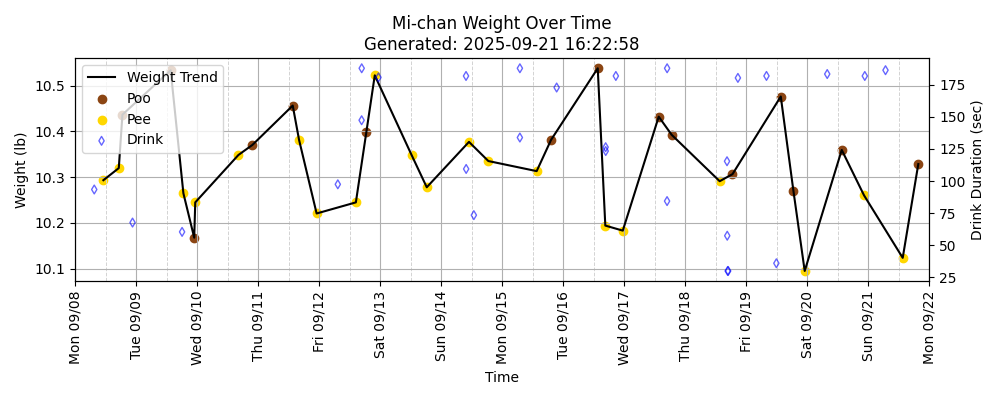 Mi-chan Weight Over Time
Generated: 2025-09-21 16:22:58
Weight Trend
Poo
Pee
Drink
Weight (lb)
10.5
10.4
10.3
10.2
10.1
175
150
125
100
75
50
25
Drink Duration (sec)
Mon 09/08
Tue 09/09
Wed 09/10
Thu 09/11
Fri 09/12
Sat 09/13
Sun 09/14
Mon 09/15
Tue 09/16
Wed 09/17
Thu 09/18
Fri 09/19
Sat 09/20
Sun 09/21
Mon 09/22
Time